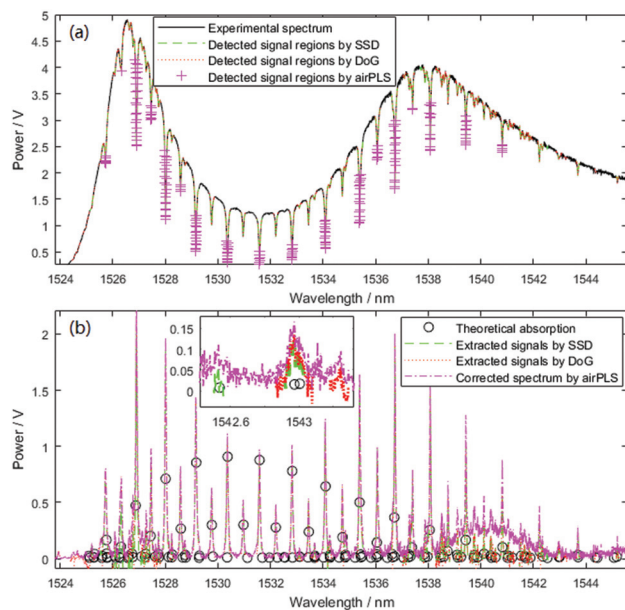 (a)
Experimental spectrum
Detected signal regions by SSD
Detected signal regions by DoG
Detected signal regions by airPLS
Power / V
5
4.5
4
3.5
3
2.5
2
1.5
1
0.5
1524 1526 1528 1530 1532 1534 1536 1538 1540 1542 1544
Wavelength / nm
(b)
Theoretical absorption
Extracted signals by SSD
Extracted signals by DoG
Corrected spectrum by airPLS
0.15
0.1
0.05
0
1542.6 1543
Power / V
2
1.5
1
0.5
0
1524 1526 1528 1530 1532 1534 1536 1538 1540 1542 1544
Wavelength / nm